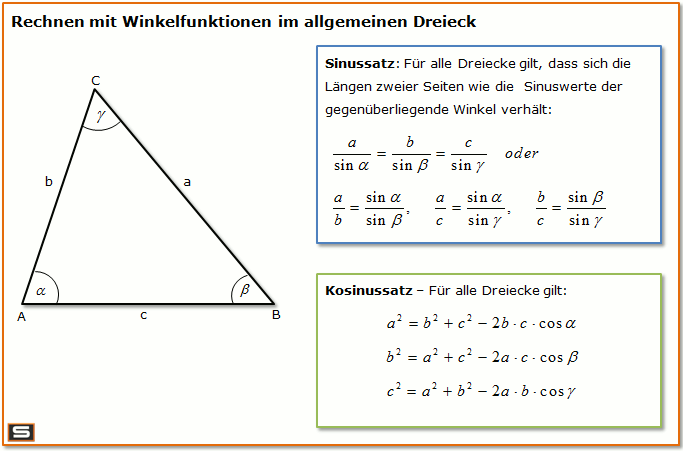 Rechnen mit Winkelfunktionen im allgemeinen Dreieck
C
γ
b
a
α
β
A
c
B
Sinussatz: Für alle Dreiecke gilt, dass sich die
Längen zweier Seiten wie die Sinuswerte der
gegenüberliegende Winkel verhält:
a/sin α = b/sin β = c/sin γ oder
a/b = sin α/sin β, a/c = sin α/sin γ, b/c = sin β/sin γ
Kosinussatz – Für alle Dreiecke gilt:
a² = b² + c² − 2b · c · cos α
b² = a² + c² − 2a · c · cos β
c² = a² + b² − 2a · b · cos γ
S